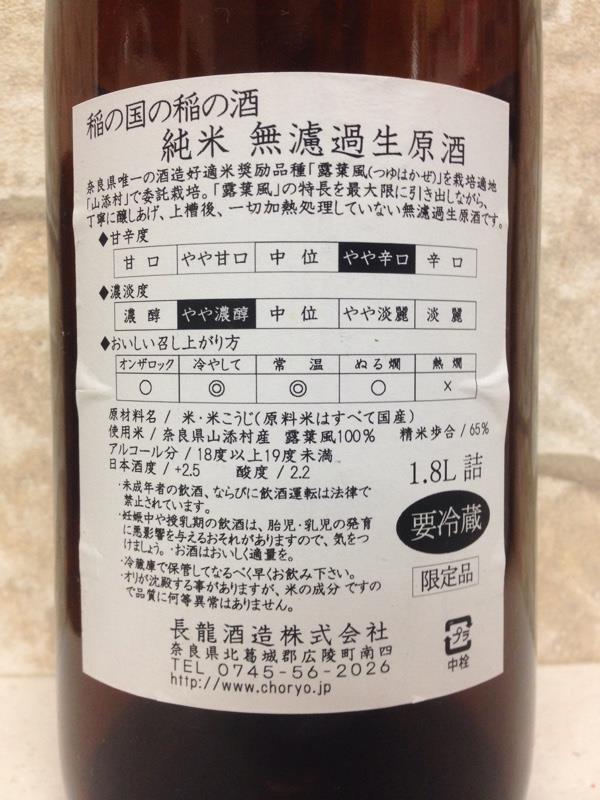 稲の国の稲の酒
純米 無濾過生原酒
奈良県唯一の酒造好適米奨励品種「露葉風(つゆはかぜ)」を栽培適地
「山添村」で委託栽培。「露葉風」の特長を最大限に引き出しながら、
丁寧に醸しあげ、上槽後、一切加熱処理していない無濾過生原酒です。
◆甘辛度
甘口 やや甘口 中位 やや辛口 辛口
◆濃淡度
濃醇 やや濃醇 中位 やや淡麗 淡麗
◆おいしい召し上がり方
オンザロック 冷やして 常温 ぬる燗 熱燗
○ ◎ ◎ ○ ×
原材料名/米・米こうじ(原料米はすべて国産)
使用米/奈良県山添村産 露葉風100% 精米歩合/65%
アルコール分/18度以上19度未満
日本酒度/+2.5 酸度/2.2
1.8L詰
要冷蔵
限定品
・未成年者の飲酒、ならびに飲酒運転は法律で
禁止されています。
・妊娠中や授乳期の飲酒は、胎児・乳児の発育
に悪影響を与えるおそれがありますので、気をつ
けましょう。・お酒はおいしく適量を。
・冷蔵庫で保管してなるべく早くお飲み下さい。
・オリが沈殿する事がありますが、米の成分ですの
で品質に何等異常はありません。
長龍酒造株式会社
奈良県北葛城郡広陵町南四
TEL 0745-56-2026
http://www.choryo.jp
プラ
中栓